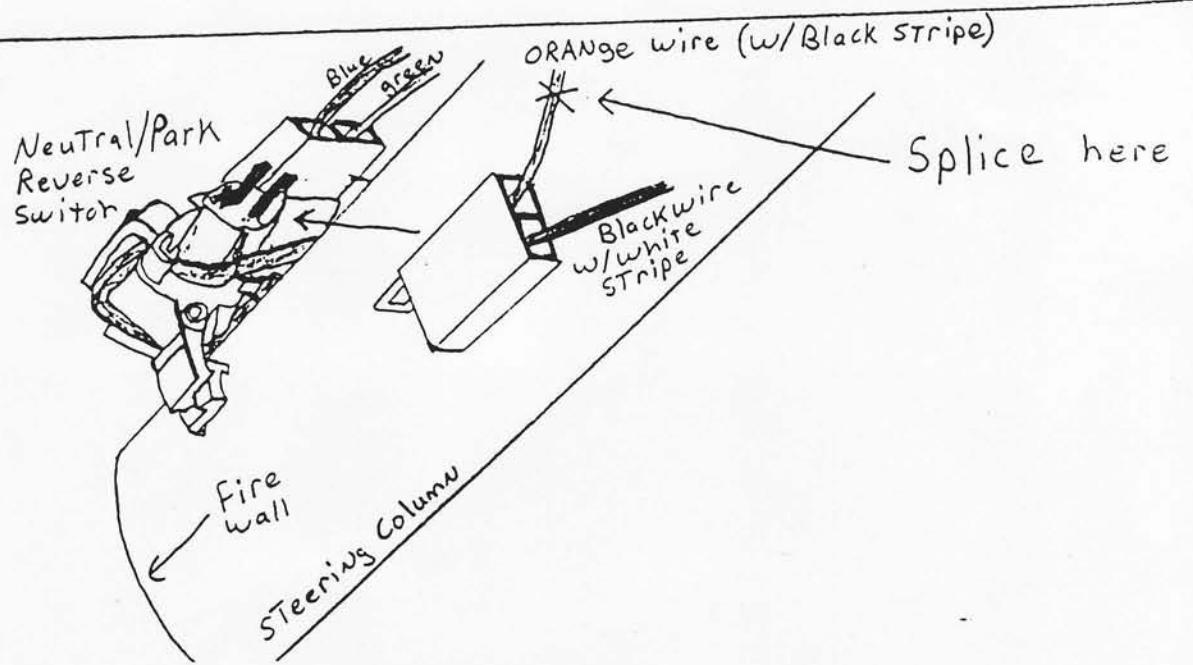 ORANge wire (w/Black STripe)
Blue
green
Neutral/Park
Reverse
Switch
Splice here
Blackwire
w/white
STripe
Fire
wall
STeering Column